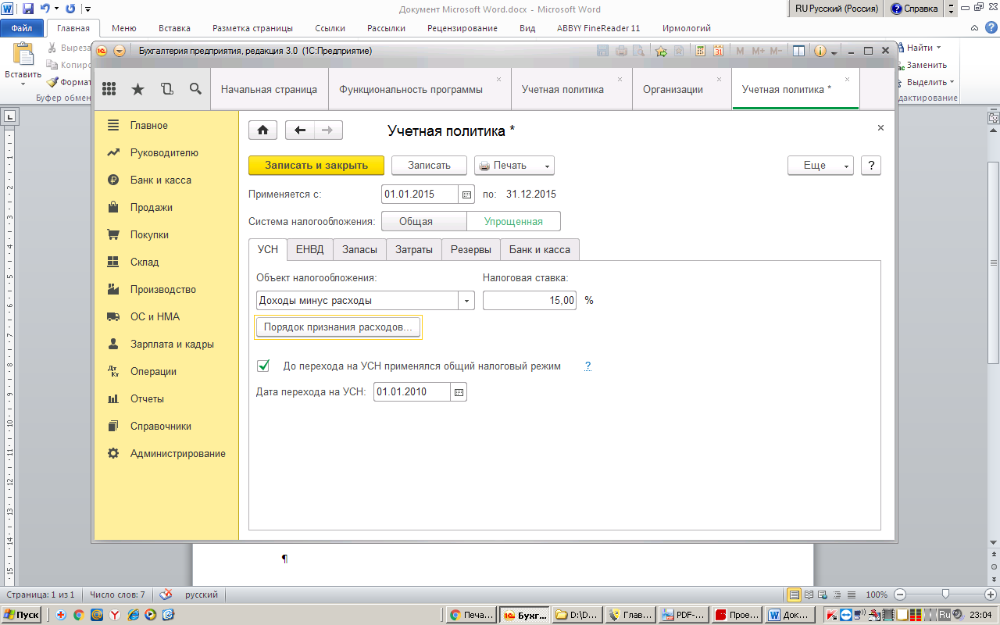 Документ Microsoft Word.docx - Microsoft Word
RU Русский (Россия) Справка
Файл Главная Меню Вставка Разметка страницы Ссылки Рассылки Рецензирование Вид ABBYY FineReader 11 Ирмологий
Вставить
Буфер обмен
Найти
Заменить
Выделить
дактирование
Бухгалтерия предприятия, редакция 3.0 (1С:Предприятие)
M M+ M-
Начальная страница Функциональность программы Учетная политика Организации Учетная политика *
Главное
Руководителю
Банк и касса
Продажи
Покупки
Склад
Производство
ОС и НМА
Зарплата и кадры
Операции
Отчеты
Справочники
Администрирование
Учетная политика *
Записать и закрыть Записать Печать Еще ?
Применяется с: 01.01.2015 по: 31.12.2015
Система налогообложения: Общая Упрощенная
УСН ЕНВД Запасы Затраты Резервы Банк и касса
Объект налогообложения: Налоговая ставка:
Доходы минус расходы 15,00 %
Порядок признания расходов...
До перехода на УСН применялся общий налоговый режим ?
Дата перехода на УСН: 01.01.2010
¶
Страница: 1 из 1 Число слов: 7 русский 100%
Пуск Печа... Бухг... D:\D... Глав... PDF-... Прое... Док... Ru 23:04